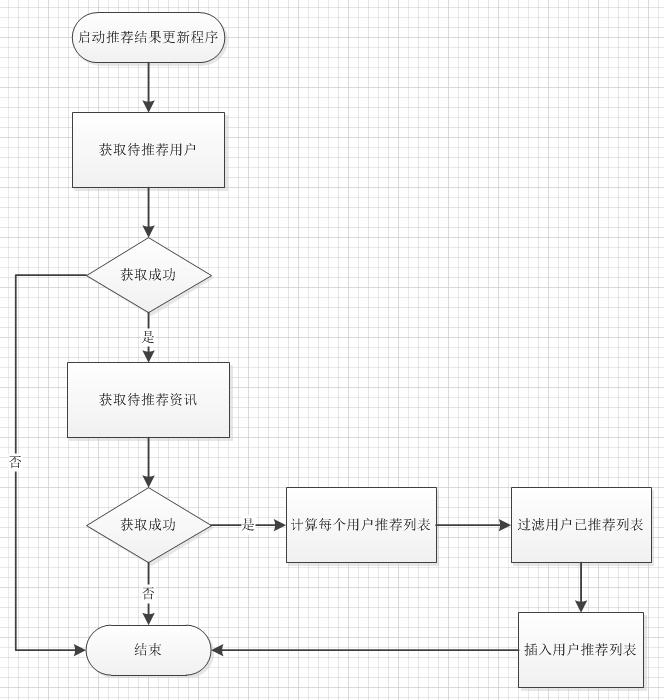 启动推荐结果更新程序
获取待推荐用户
获取成功
是
获取待推荐资讯
否
获取成功
是
计算每个用户推荐列表
过滤用户已推荐列表
否
结束
插入用户推荐列表